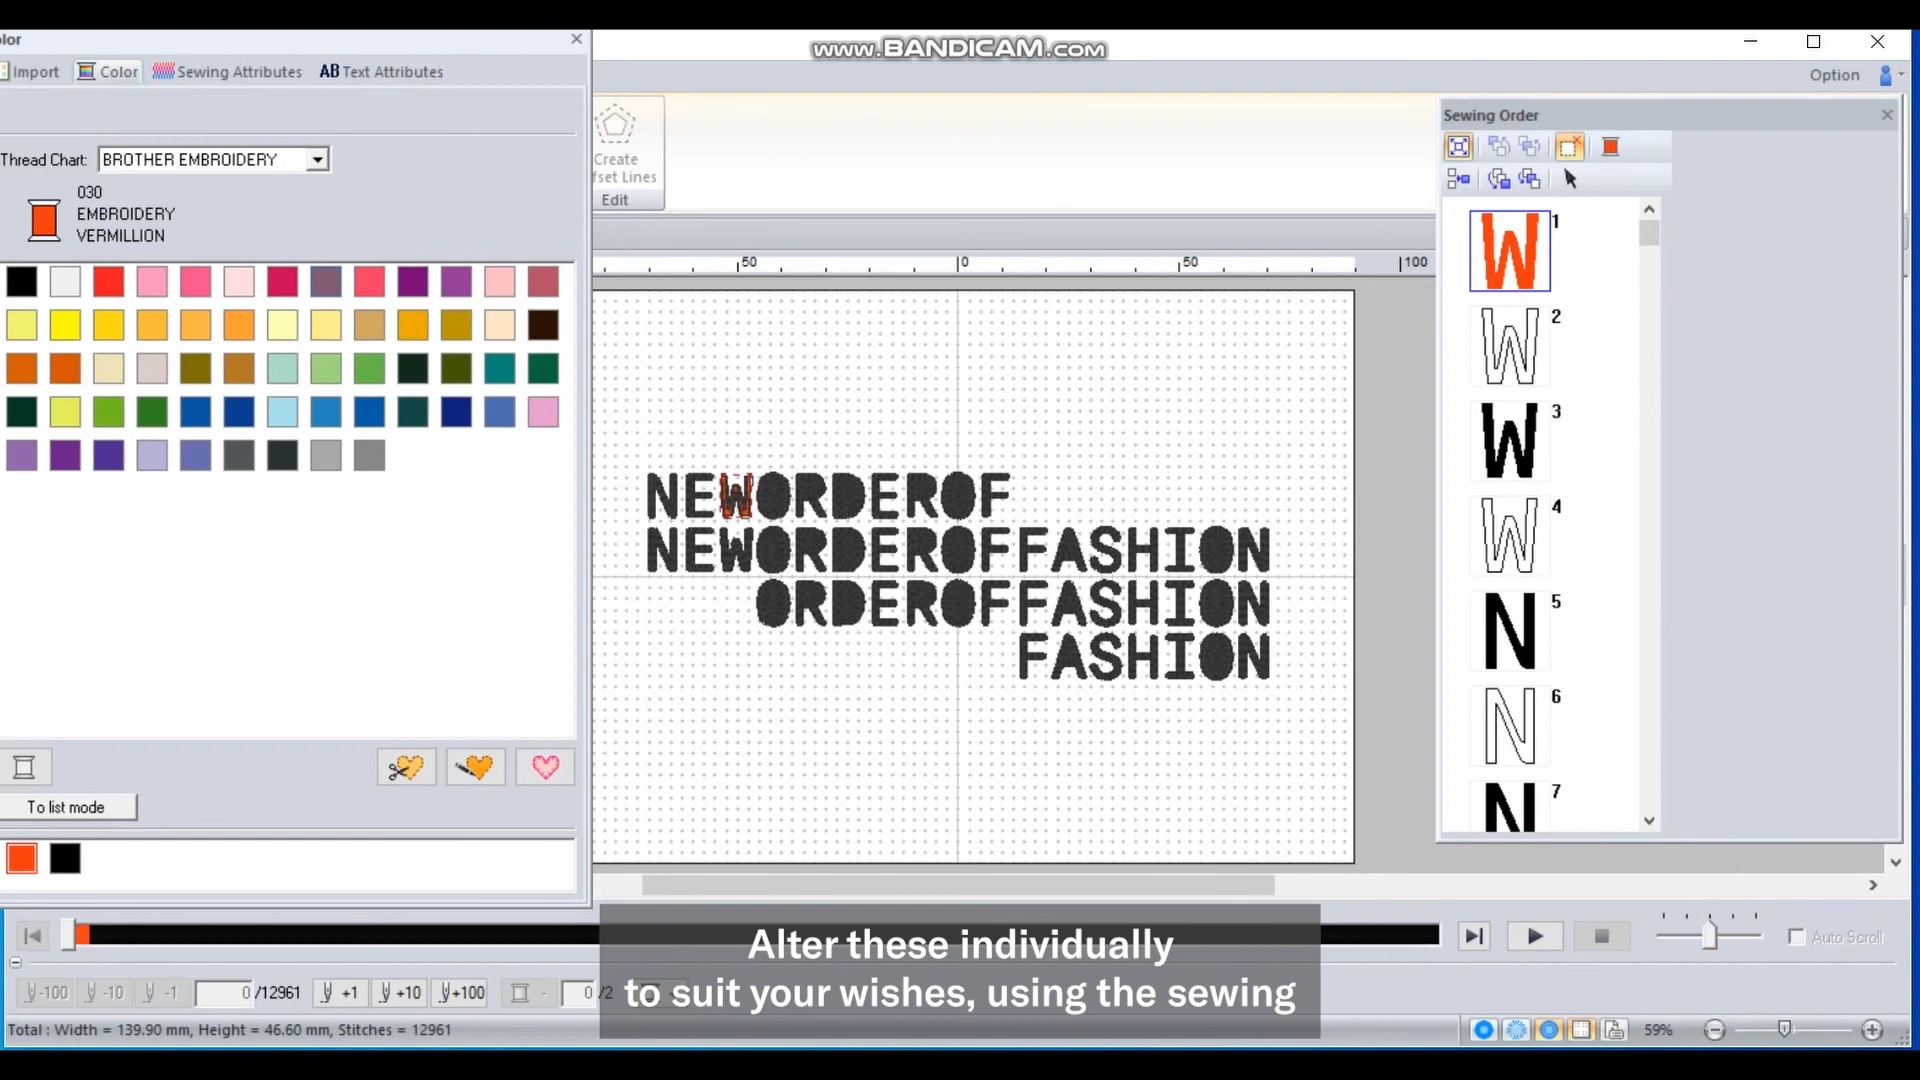 lor
www.BANDICAM.com
Import
Color
Sewing Attributes
AB Text Attributes
Option
Thread Chart: BROTHER EMBROIDERY
030
EMBROIDERY
VERMILLION
Create
fset Lines
Edit
50
0
50
100
Sewing Order
1
2
3
4
5
6
7
NEWORDEROF
NEWORDEROFFASHION
ORDEROFFASHION
FASHION
To list mode
Auto Scroll
-100 -10 -1 0 /12961 +1 +10 +100 - 0 /2
Alter these individually
to suit your wishes, using the sewing
Total : Width = 139.90 mm, Height = 46.60 mm, Stitches = 12961
59%